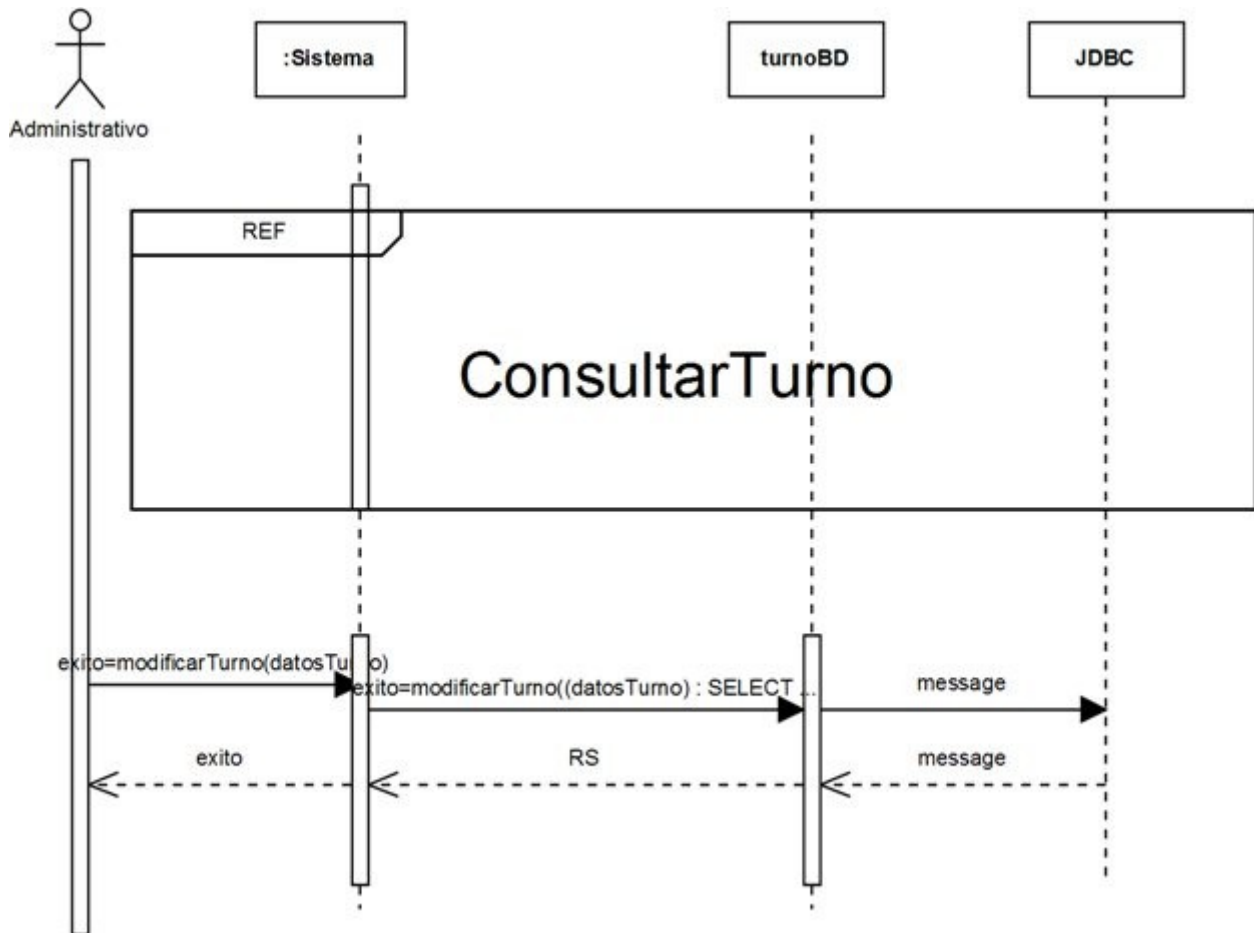 :Sistema
turnoBD
JDBC
Administrativo
REF
ConsultarTurno
exito=modificarTurno(datosTurno)
exito=modificarTurno((datosTurno) : SELECT ...
message
exito
RS
message